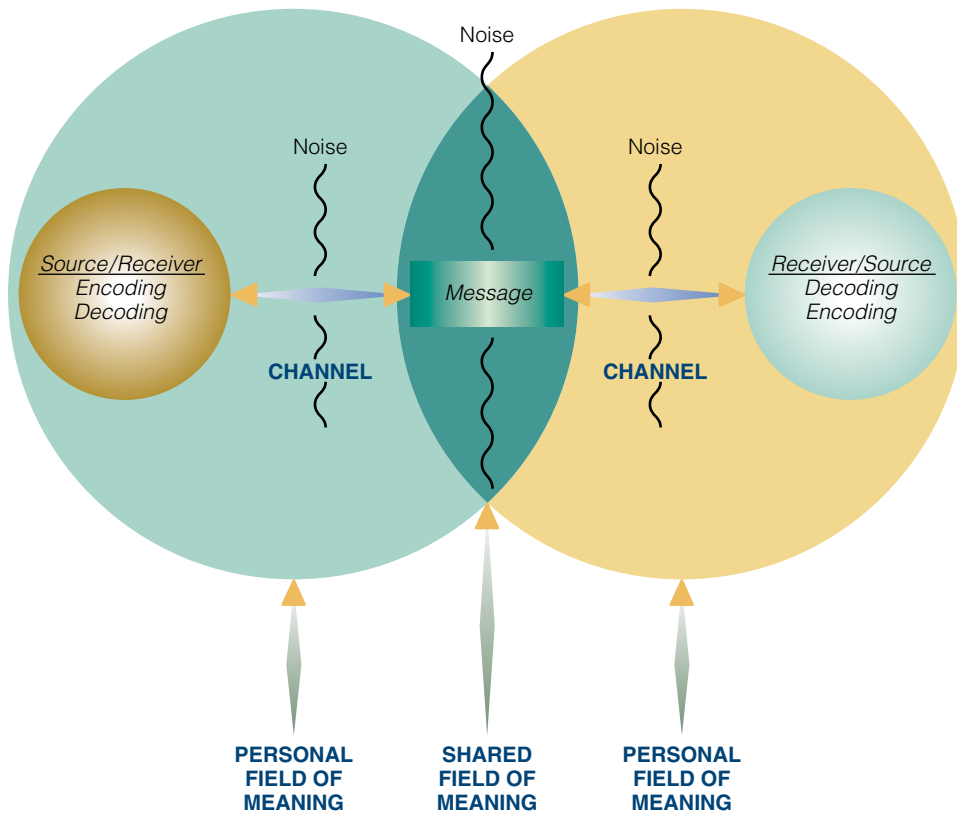 Noise
Noise
Noise
Source/Receiver
Encoding
Decoding
Message
Receiver/Source
Decoding
Encoding
CHANNEL
CHANNEL
PERSONAL
FIELD OF
MEANING
SHARED
FIELD OF
MEANING
PERSONAL
FIELD OF
MEANING